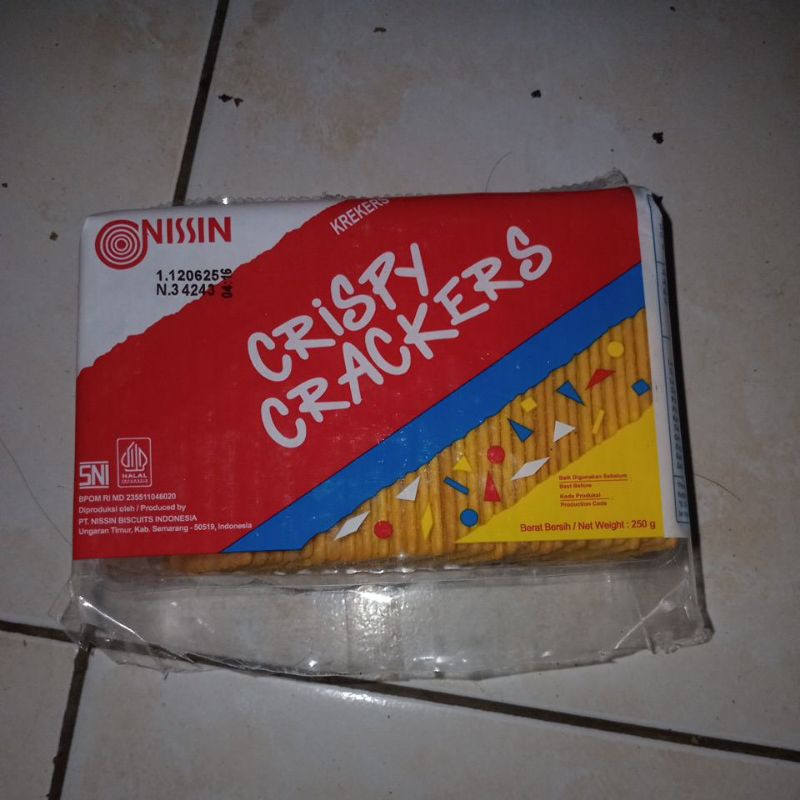 NISSIN
KREKERS
1.120625
N.3 4243
04:16
CRiSPY
CRACKERS
SNI
HALAL
INDONESIA
BPOM RI MD 235511046020
Diproduksi oleh / Produced by
PT. NISSIN BISCUITS INDONESIA
Ungaran Timur, Kab. Semarang - 50519, Indonesia
Baik Digunakan Sebelum
Best Before
Kode Produksi
Production Code
Berat Bersih / Net Weight : 250 g